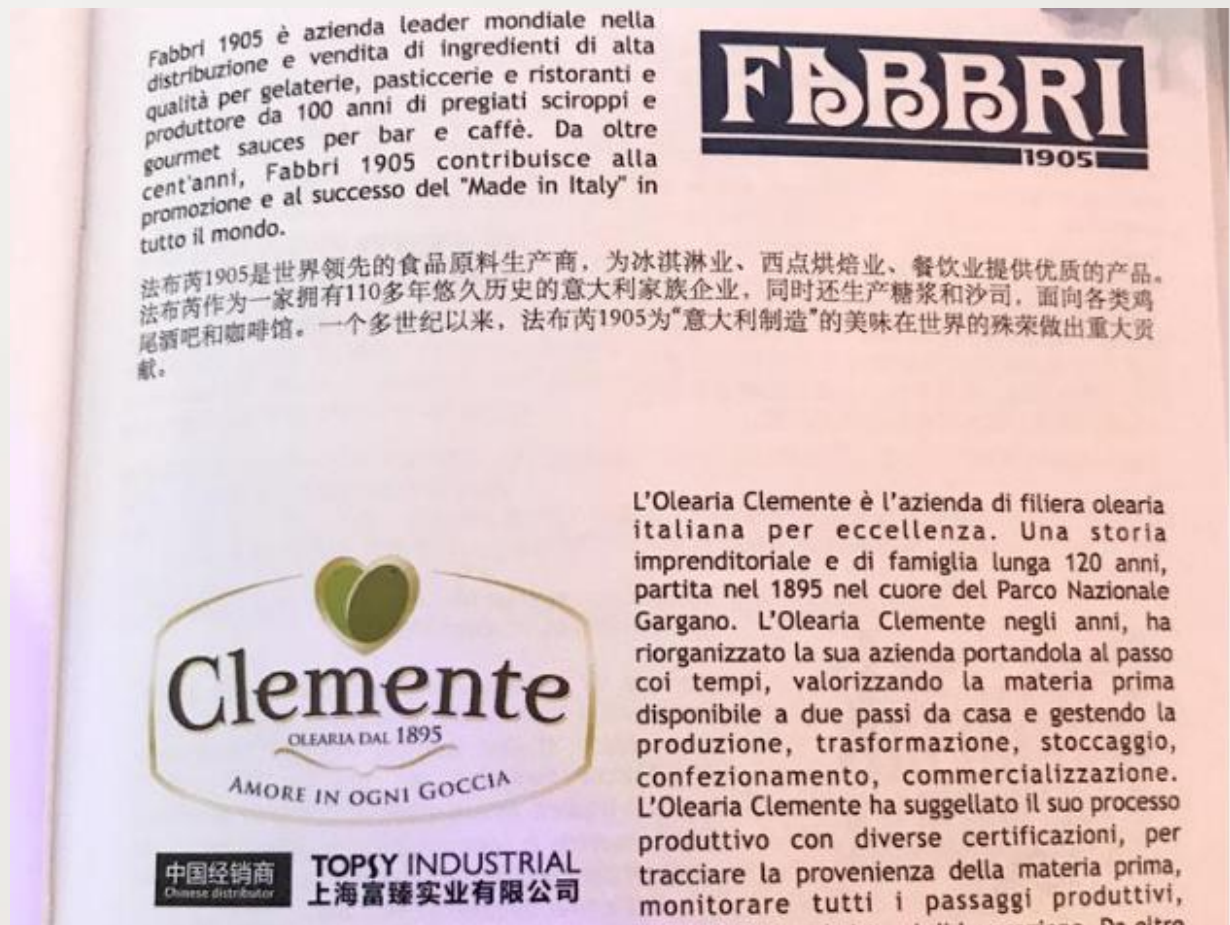 Fabbri 1905 è azienda leader mondiale nella
distribuzione e vendita di ingredienti di alta
qualità per gelaterie, pasticcerie e ristoranti e
produttore da 100 anni di pregiati sciroppi e
gourmet sauces per bar e caffè. Da oltre
cent'anni, Fabbri 1905 contribuisce alla
promozione e al successo del "Made in Italy" in
tutto il mondo.
FABBRI
1905
法布芮1905是世界领先的食品原料生产商，为冰淇淋业、西点烘焙业、餐饮业提供优质的产品。
法布芮作为一家拥有110多年悠久历史的意大利家族企业，同时还生产糖浆和沙司，面向各类鸡
尾酒吧和咖啡馆。一个多世纪以来，法布芮1905为“意大利制造”的美味在世界的殊荣做出重大贡
献。
Clemente
OLEARIA DAL 1895
AMORE IN OGNI GOCCIA
中国经销商
Chinese distributor
TOPSY INDUSTRIAL
上海富臻实业有限公司
L'Olearia Clemente è l'azienda di filiera olearia
italiana per eccellenza. Una storia
imprenditoriale e di famiglia lunga 120 anni,
partita nel 1895 nel cuore del Parco Nazionale
Gargano. L'Olearia Clemente negli anni, ha
riorganizzato la sua azienda portandola al passo
coi tempi, valorizzando la materia prima
disponibile a due passi da casa e gestendo la
produzione, trasformazione, stoccaggio,
confezionamento, commercializzazione.
L'Olearia Clemente ha suggellato il suo processo
produttivo con diverse certificazioni, per
tracciare la provenienza della materia prima,
monitorare tutti i passaggi produttivi,
Da oltre